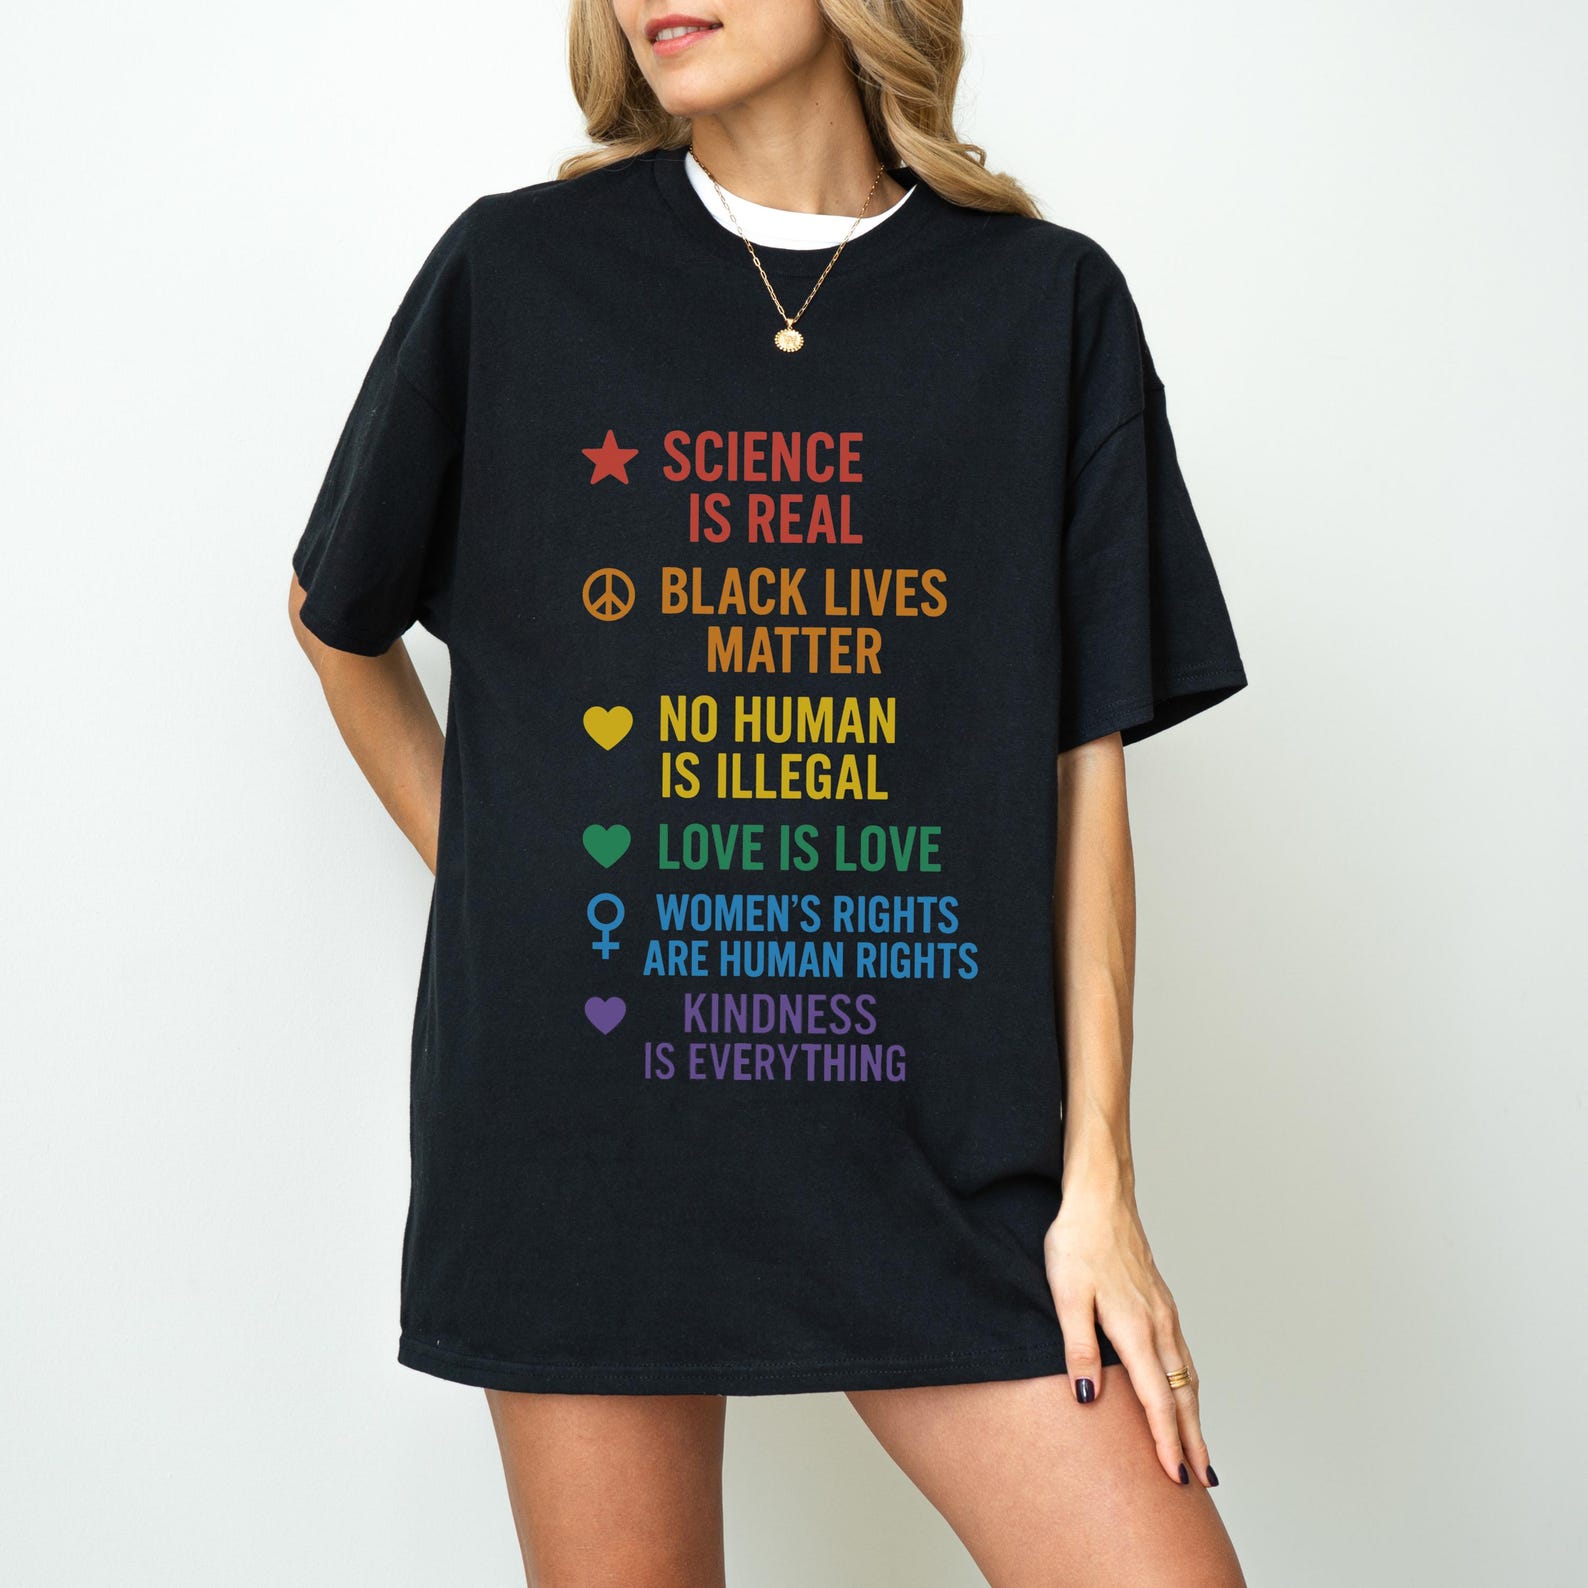 SCIENCE
IS REAL
BLACK LIVES
MATTER
NO HUMAN
IS ILLEGAL
LOVE IS LOVE
WOMEN’S RIGHTS
ARE HUMAN RIGHTS
KINDNESS
IS EVERYTHING